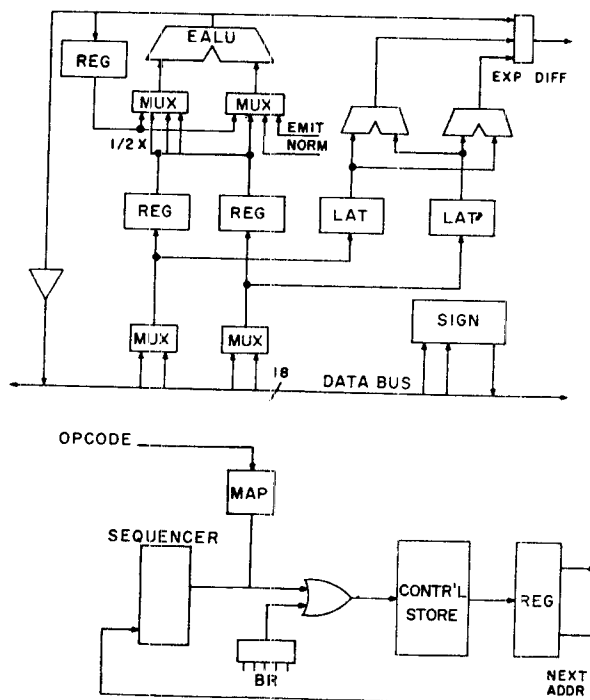 EALU
REG
EXP DIFF
MUX
MUX
EMIT
NORM
1/2 X
REG
REG
LAT
LAT
SIGN
MUX
MUX
18
DATA BUS
OPCODE
MAP
SEQUENCER
CONTR'L
STORE
REG
BR
NEXT
ADDR